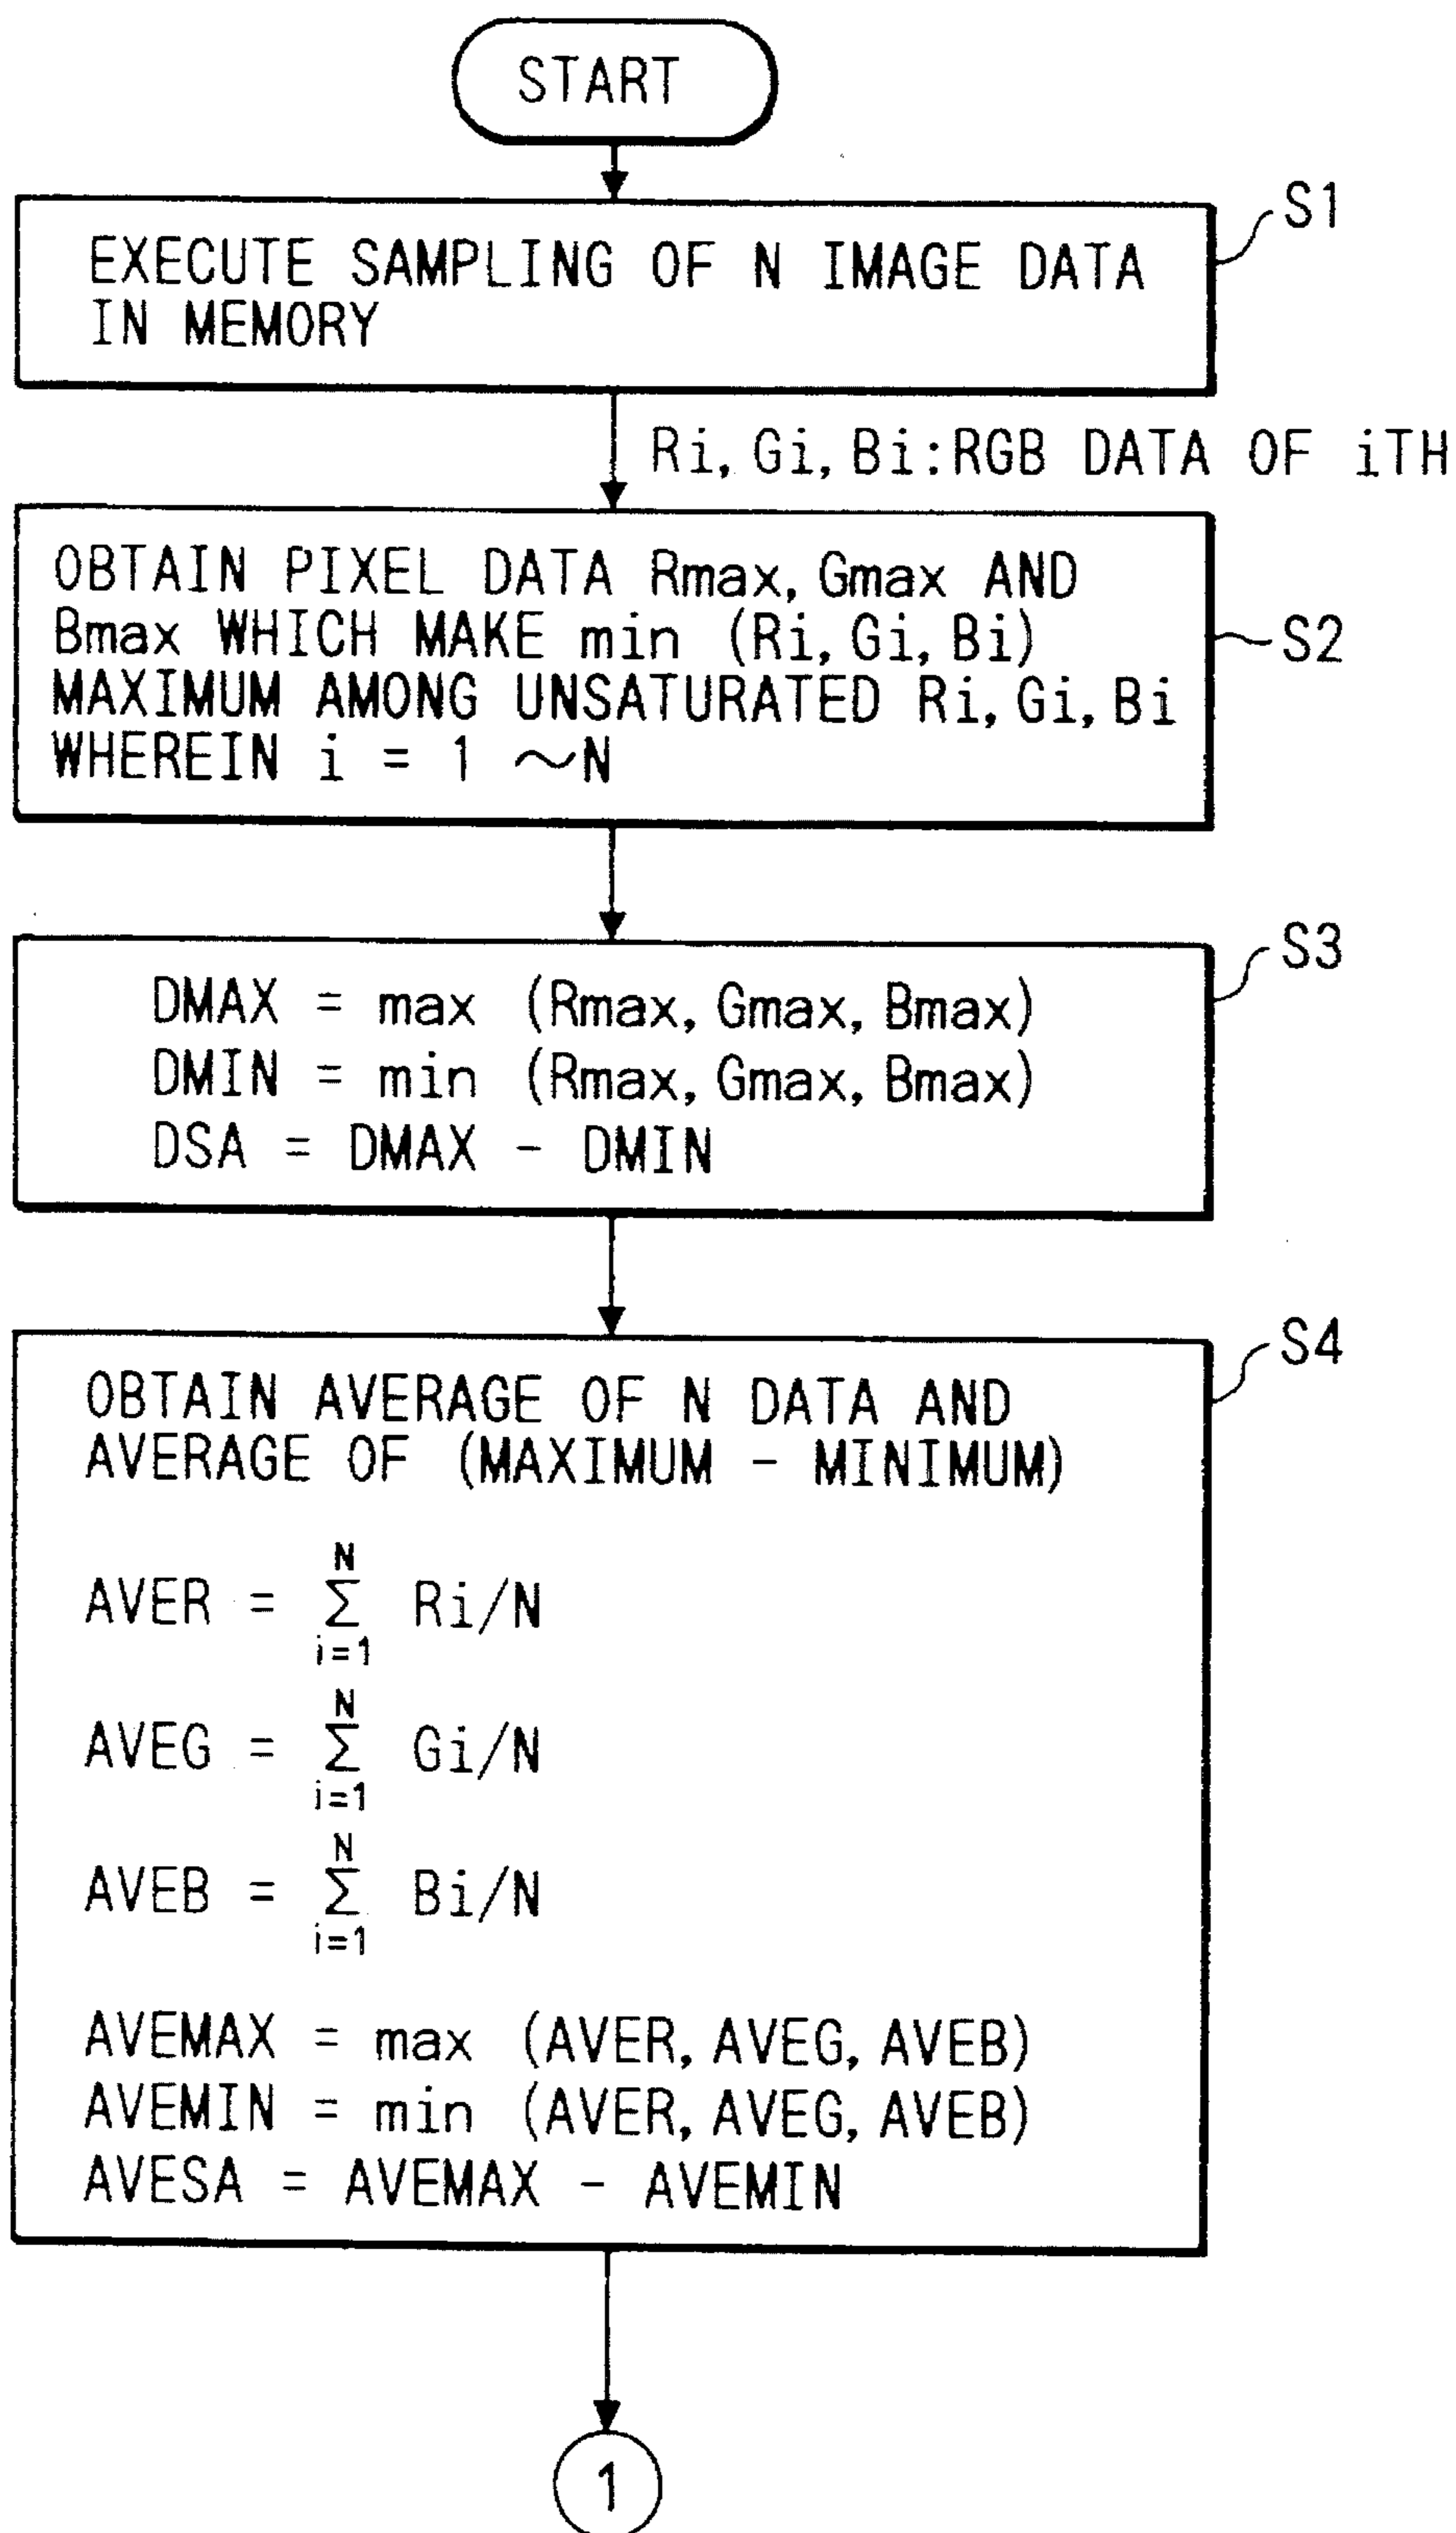 START
S1
EXECUTE SAMPLING OF N IMAGE DATA
IN MEMORY
Ri, Gi, Bi:RGB DATA OF iTH
OBTAIN PIXEL DATA Rmax, Gmax AND
Bmax WHICH MAKE min (Ri, Gi, Bi)
MAXIMUM AMONG UNSATURATED Ri, Gi, Bi
WHEREIN i = 1 ~N
S2
S3
DMAX = max (Rmax, Gmax, Bmax)
DMIN = min (Rmax, Gmax, Bmax)
DSA = DMAX - DMIN
S4
OBTAIN AVERAGE OF N DATA AND
AVERAGE OF (MAXIMUM - MINIMUM)
N
AVER = Σ Ri/N
i=1
N
AVEG = Σ Gi/N
i=1
N
AVEB = Σ Bi/N
i=1
AVEMAX = max (AVER, AVEG, AVEB)
AVEMIN = min (AVER, AVEG, AVEB)
AVESA = AVEMAX - AVEMIN
1